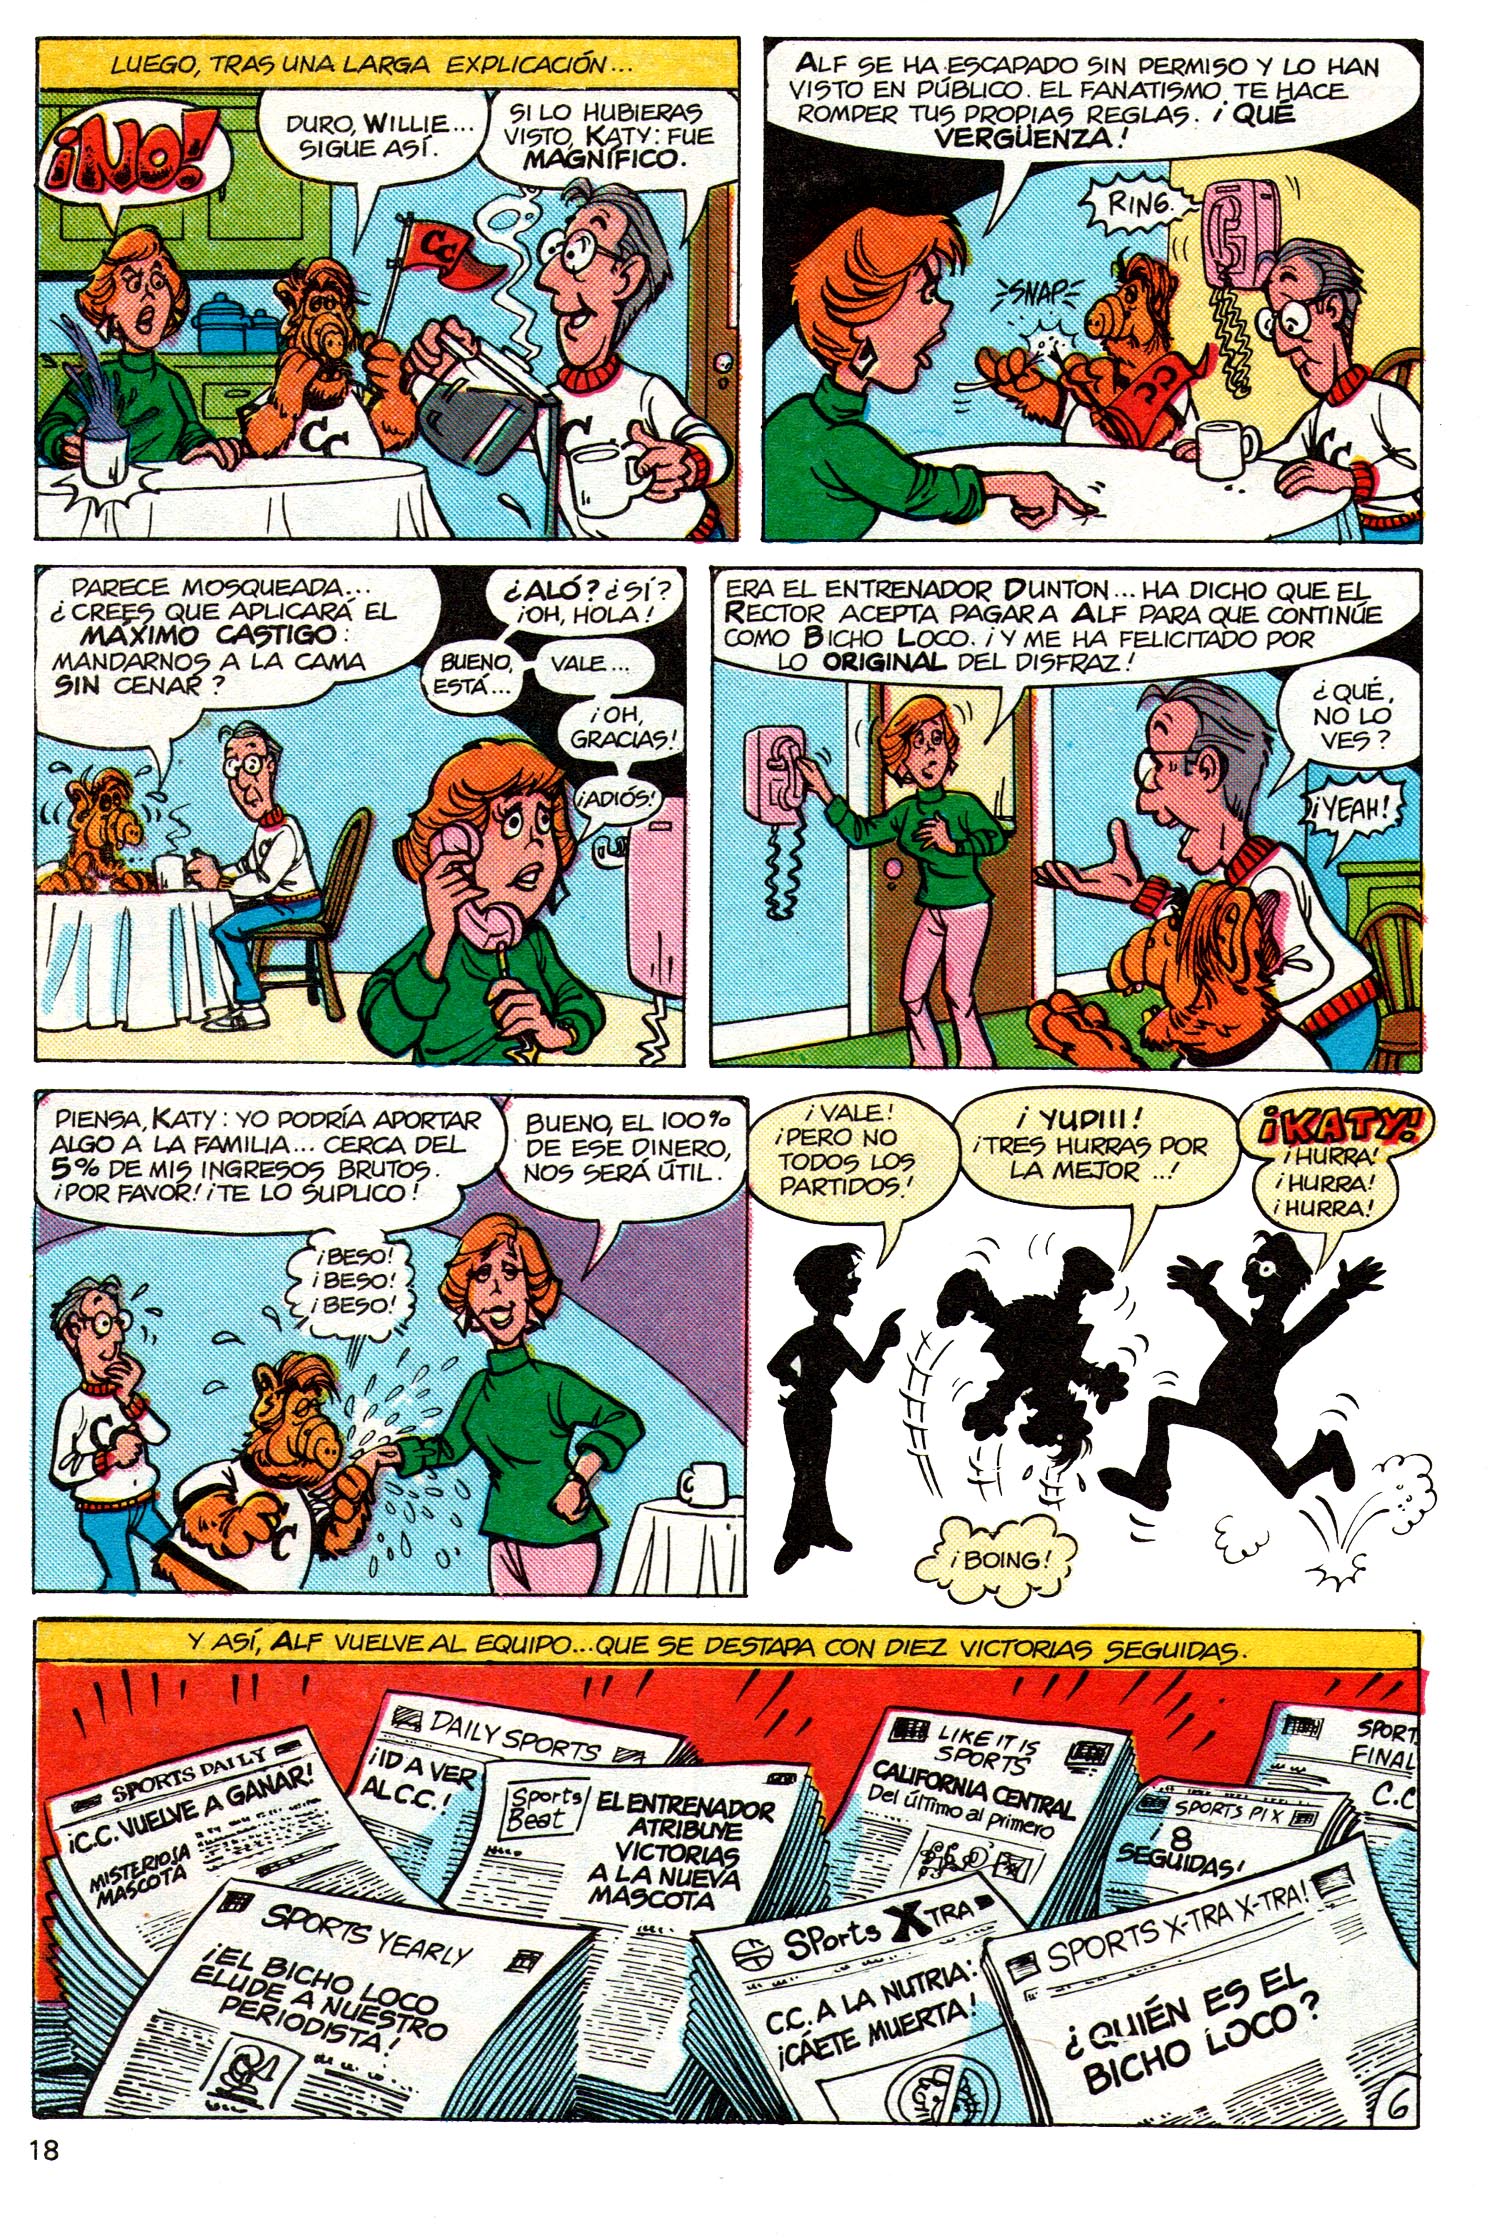 LUEGO, TRAS UNA LARGA EXPLICACIÓN...
¡NO!
DURO, WILLIE...
SIGUE ASÍ.
SI LO HUBIERAS
VISTO, KATY: FUE
MAGNÍFICO.
CC
CC
C
ALF SE HA ESCAPADO SIN PERMISO Y LO HAN
VISTO EN PÚBLICO. EL FANATISMO TE HACE
ROMPER TUS PROPIAS REGLAS. ¡QUÉ
VERGÜENZA!
RING.
SNAP
CC
C
PARECE MOSQUEADA...
¿CREES QUE APLICARÁ EL
MÁXIMO CASTIGO:
MANDARNOS A LA CAMA
SIN CENAR?
¿ALÓ? ¿SÍ?
¡OH, HOLA!
BUENO,
ESTÁ...
VALE...
¡OH,
GRACIAS!
¡ADIÓS!
ERA EL ENTRENADOR DUNTON... HA DICHO QUE EL
RECTOR ACEPTA PAGAR A ALF PARA QUE CONTINÚE
COMO BICHO LOCO. ¡Y ME HA FELICITADO POR
LO ORIGINAL DEL DISFRAZ!
¿QUÉ,
NO LO
VES?
¡YEAH!
PIENSA, KATY: YO PODRÍA APORTAR
ALGO A LA FAMILIA... CERCA DEL
5% DE MIS INGRESOS BRUTOS.
¡POR FAVOR! ¡TE LO SUPLICO!
BUENO, EL 100%
DE ESE DINERO,
NOS SERÁ ÚTIL.
¡BESO!
¡BESO!
¡BESO!
C
C
¡VALE!
¡PERO NO
TODOS LOS
PARTIDOS!
¡YUPIII!
¡TRES HURRAS POR
LA MEJOR...!
¡KATY!
¡HURRA!
¡HURRA!
¡HURRA!
¡BOING!
Y ASÍ, ALF VUELVE AL EQUIPO... QUE SE DESTAPA CON DIEZ VICTORIAS SEGUIDAS.
SPORTS DAILY
¡C.C. VUELVE A GANAR!
MISTERIOSA
MASCOTA
DAILY SPORTS
¡ID A VER
AL C.C.!
Sports
Beat
EL ENTRENADOR
ATRIBUYE
VICTORIAS
A LA NUEVA
MASCOTA
LIKE IT IS
SPORTS
CALIFORNIA CENTRAL
Del último al primero
SPORTS PIX
¡8
SEGUIDAS!
SPORT
FINAL
C.C
SPORTS YEARLY
¡EL BICHO LOCO
ELUDE A NUESTRO
PERIODISTA!
SPorts XTRA
C.C. A LA NUTRIA:
¡CÁETE MUERTA!
SPORTS X-TRA X-TRA!
¿QUIÉN ES EL
BICHO LOCO?
6
18